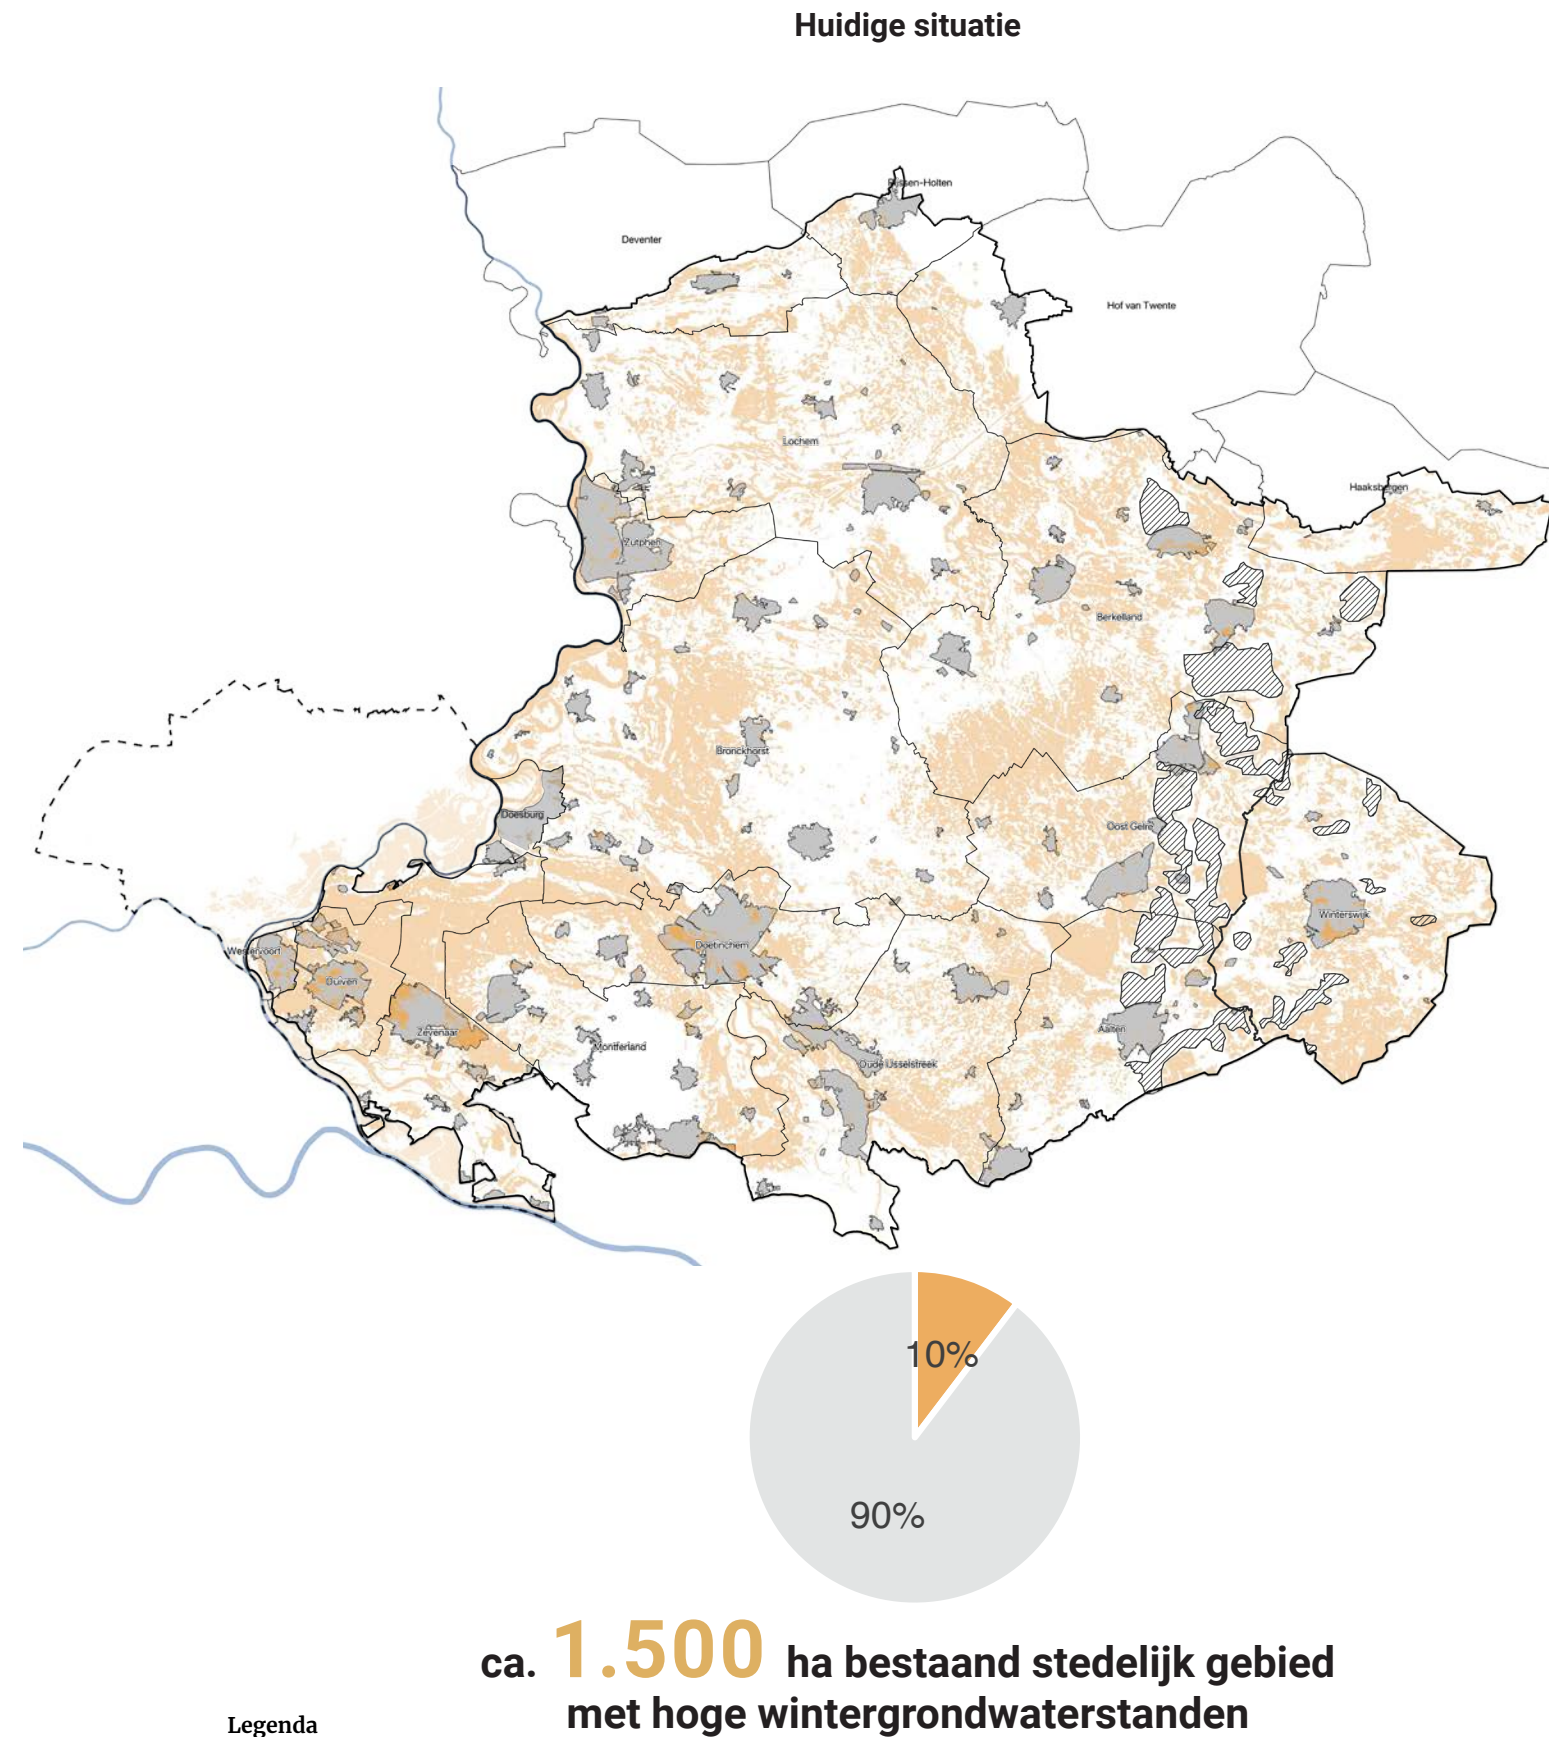 Huidige situatie
Rijssen-Holten
Deventer
Hof van Twente
Lochem
Haaksbergen
Zutphen
Berkelland
Bronckhorst
Doesburg
Oost Gelre
Winterswijk
Doetinchem
Westervoort
Duiven
Zevenaar
Aalten
Montferland
Oude IJsselstreek
10%
90%
ca. 1.500 ha bestaand stedelijk gebied
met hoge wintergrondwaterstanden
Legenda